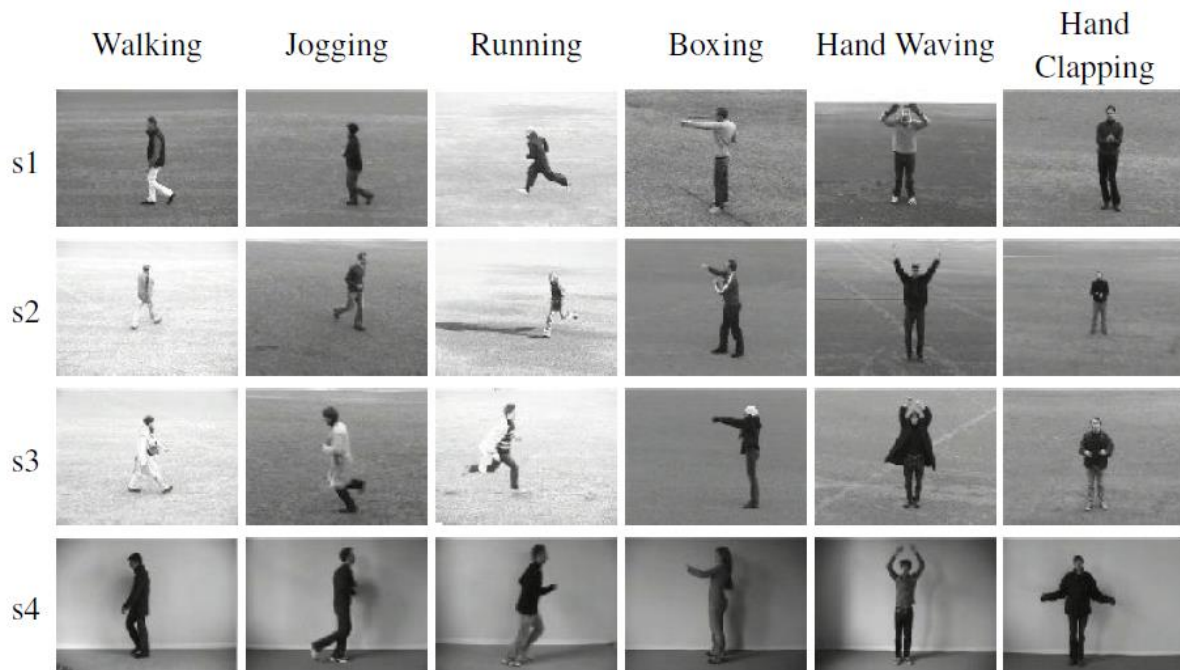 Walking
Jogging
Running
Boxing
Hand Waving
Hand
Clapping
s1
s2
s3
s4